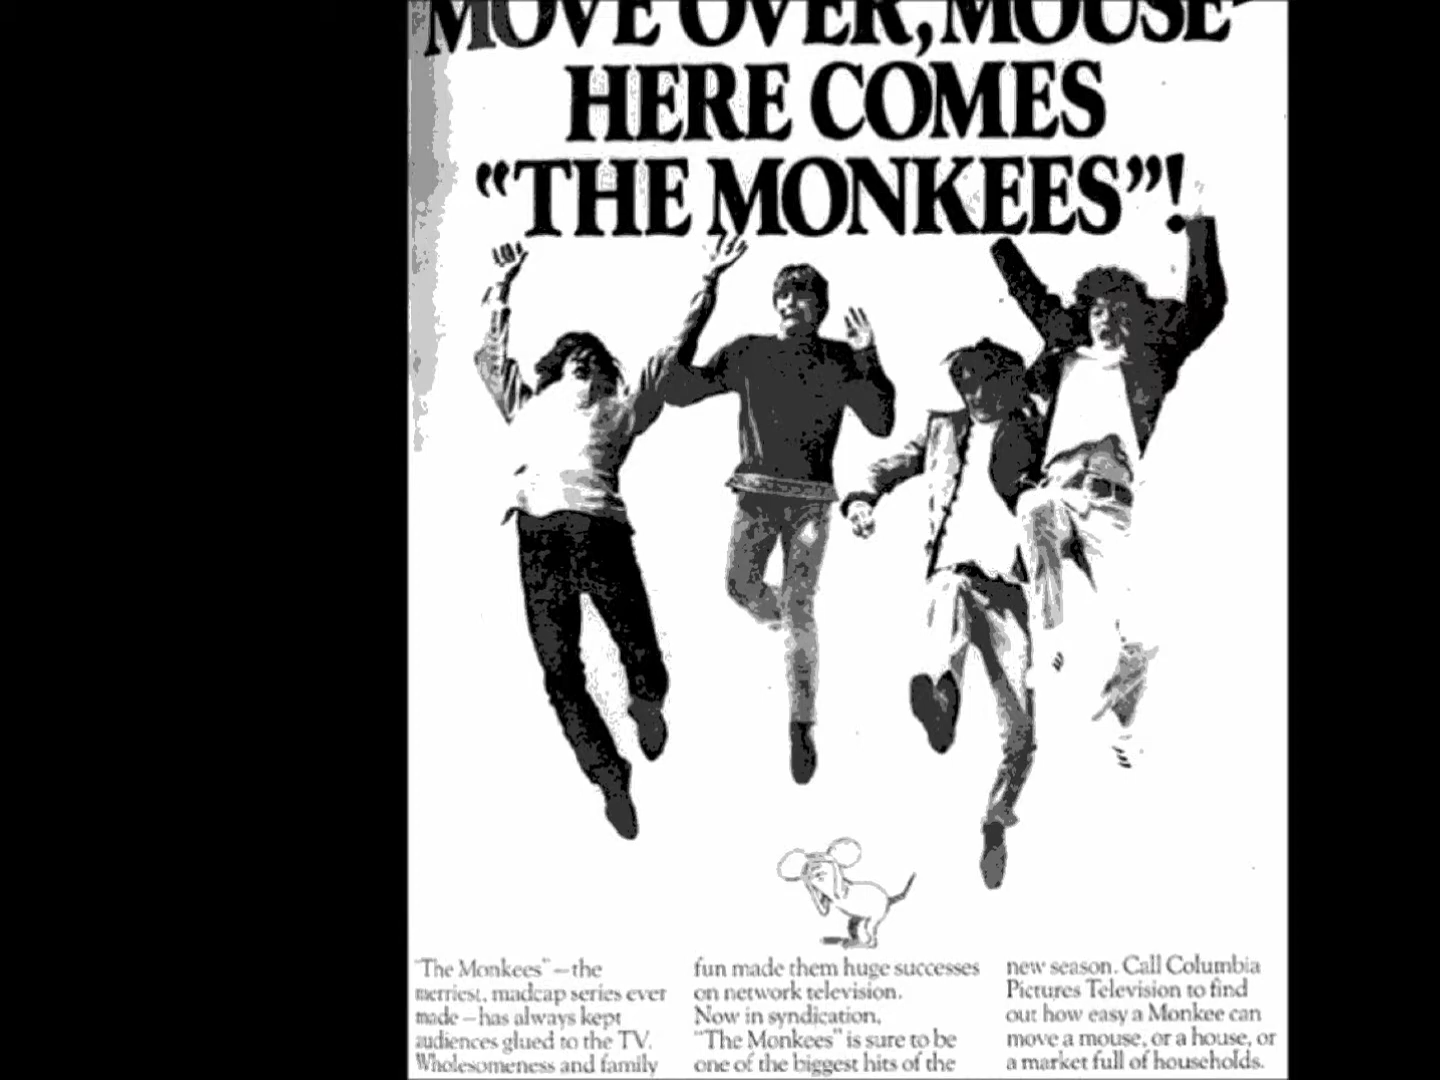 MOVE OVER, MOUSE-
HERE COMES
“THE MONKEES”!
“The Monkees” – the
merriest, madcap series ever
made – has always kept
audiences glued to the TV.
Wholesomeness and family
fun made them huge successes
on network television.
Now in syndication,
“The Monkees” is sure to be
one of the biggest hits of the
new season. Call Columbia
Pictures Television to find
out how easy a Monkee can
move a mouse, or a house, or
a market full of households.